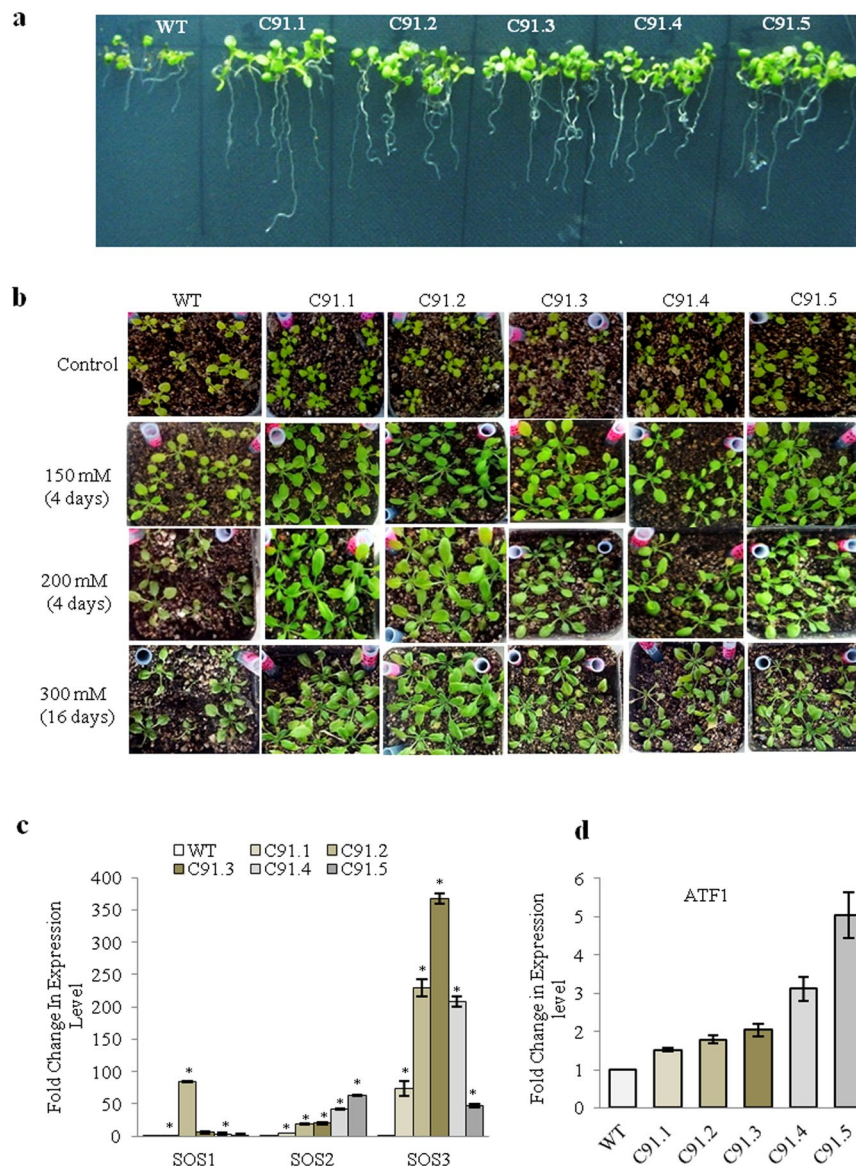 a
WT C91.1 C91.2 C91.3 C91.4 C91.5
b
WT C91.1 C91.2 C91.3 C91.4 C91.5
Control
150 mM
(4 days)
200 mM
(4 days)
300 mM
(16 days)
c
WT C91.1 C91.2
C91.3 C91.4 C91.5
Fold Change In Expression
Level
400
350
300
250
200
150
100
50
0
* * *
* * * * *
* * * * *
SOS1 SOS2 SOS3
d
ATF1
Fold Change in Expression
level
6
5
4
3
2
1
0
WT C91.1 C91.2 C91.3 C91.4 C91.5